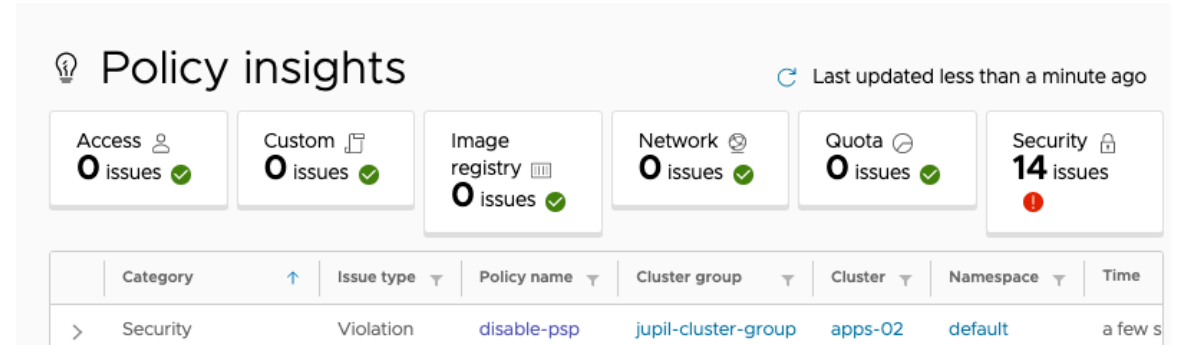 Policy insights
Last updated less than a minute ago
Access
0 issues
Custom
0 issues
Image
registry
0 issues
Network
0 issues
Quota
0 issues
Security
14 issues
Category Issue type Policy name Cluster group Cluster Namespace Time
Security Violation disable-psp jupil-cluster-group apps-02 default a few s